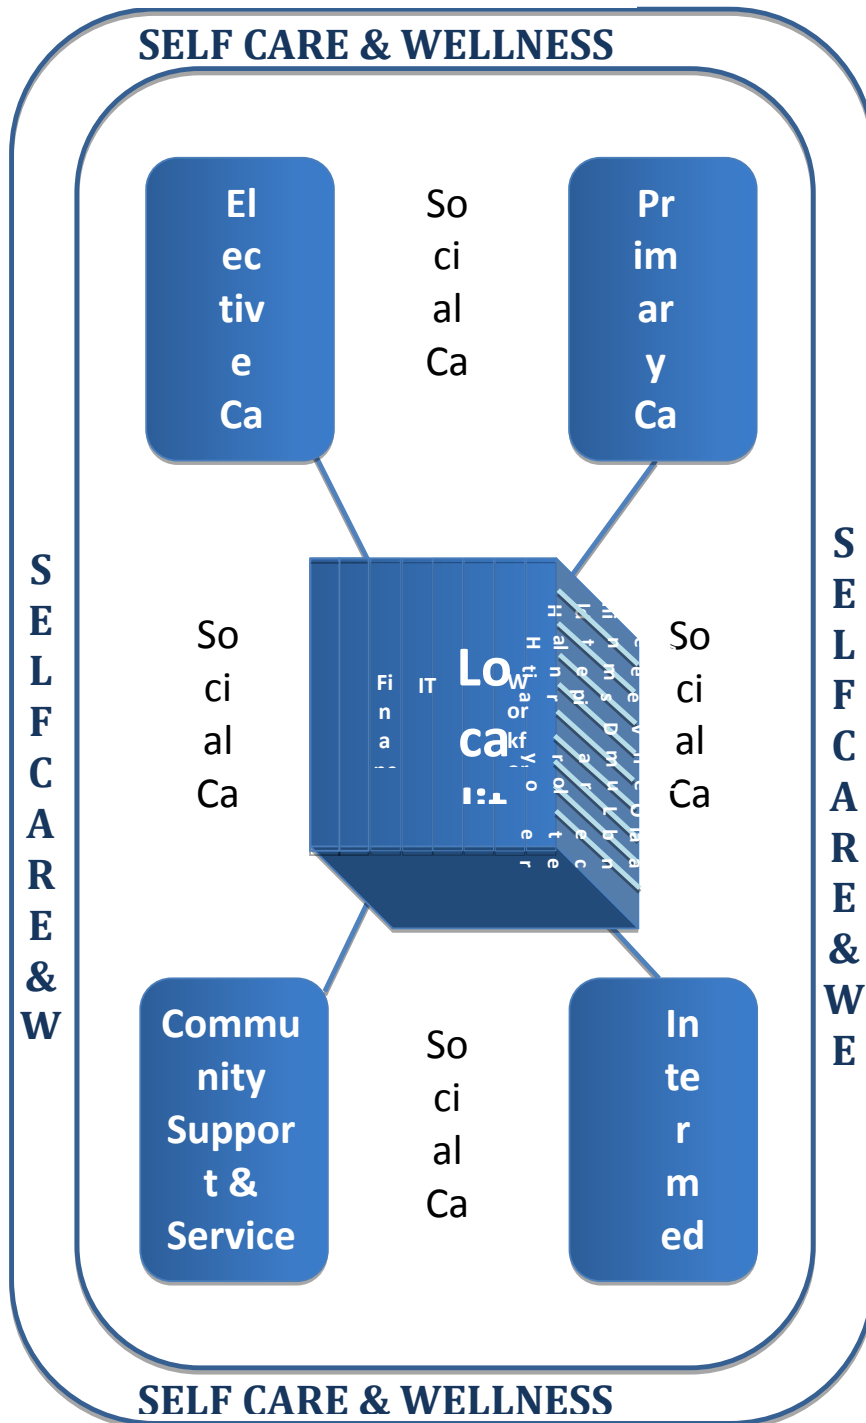 SELF CARE & WELLNESS
El
ec
tiv
e
Ca
So
ci
al
Ca
Pr
im
ar
y
Ca
S
E
L
F
C
A
R
E
&
W
So
ci
al
Ca
Fi
n
a
IT
Lo
ca
W
or
kf
So
ci
al
Ca
S
E
L
F
C
A
R
E
&
W
E
Commu
nity
Suppor
t &
Service
So
ci
al
Ca
In
te
r
m
ed
SELF CARE & WELLNESS